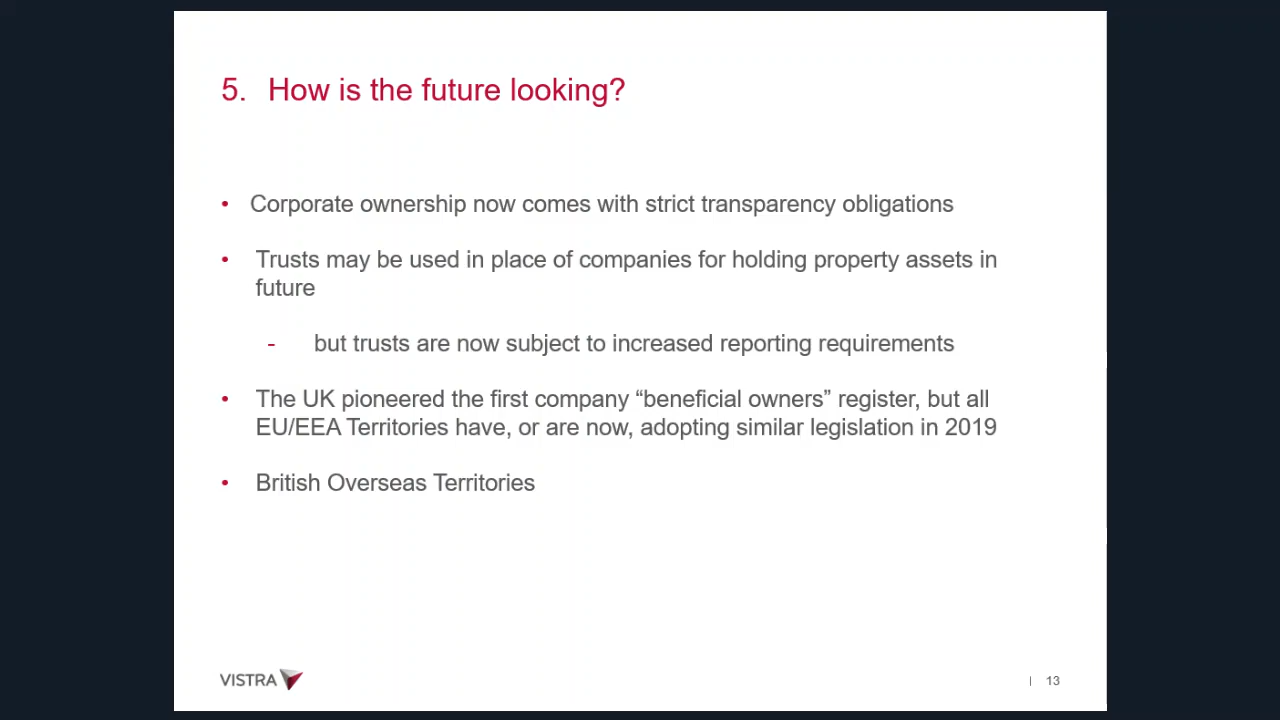 5. How is the future looking?
• Corporate ownership now comes with strict transparency obligations
• Trusts may be used in place of companies for holding property assets in
future
- but trusts are now subject to increased reporting requirements
• The UK pioneered the first company “beneficial owners” register, but all
EU/EEA Territories have, or are now, adopting similar legislation in 2019
• British Overseas Territories
VISTRA
| 13